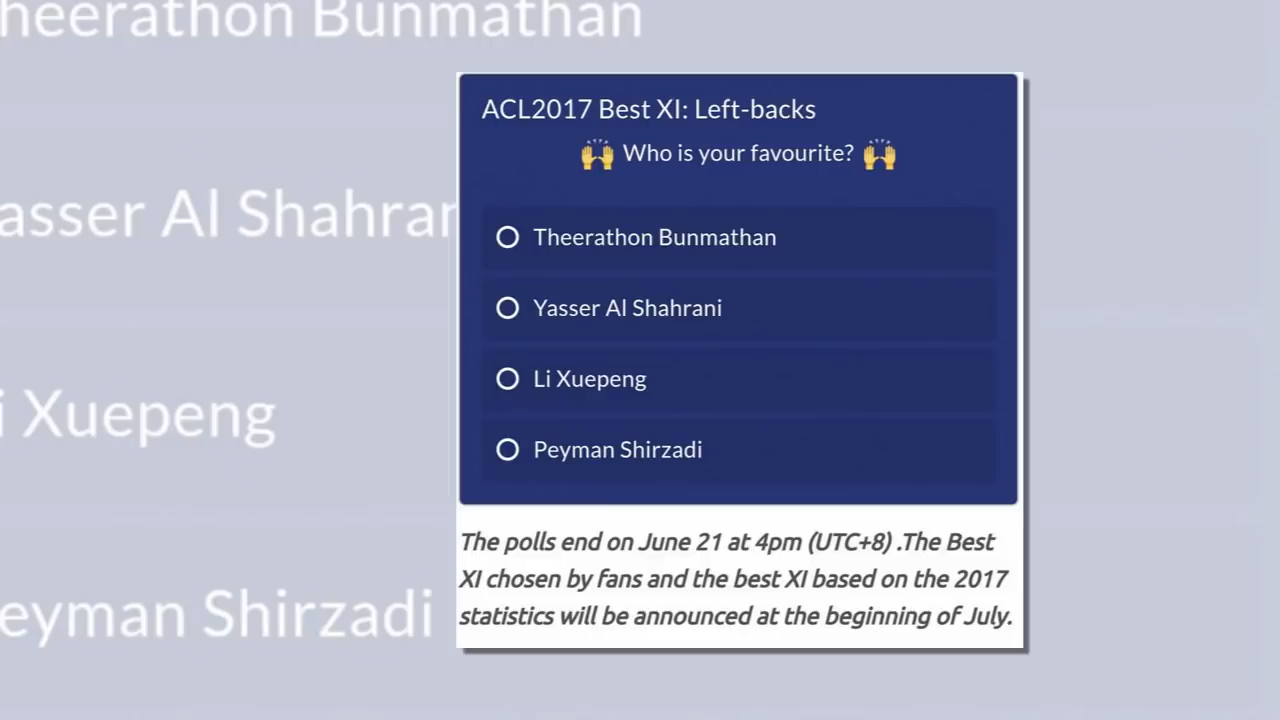 heerathon Bunmathan
asser Al Shahrar
i Xuepeng
eyman Shirzadi
ACL2017 Best XI: Left-backs
🙌 Who is your favourite? 🙌
Theerathon Bunmathan
Yasser Al Shahrani
Li Xuepeng
Peyman Shirzadi
The polls end on June 21 at 4pm (UTC+8) .The Best
XI chosen by fans and the best XI based on the 2017
statistics will be announced at the beginning of July.